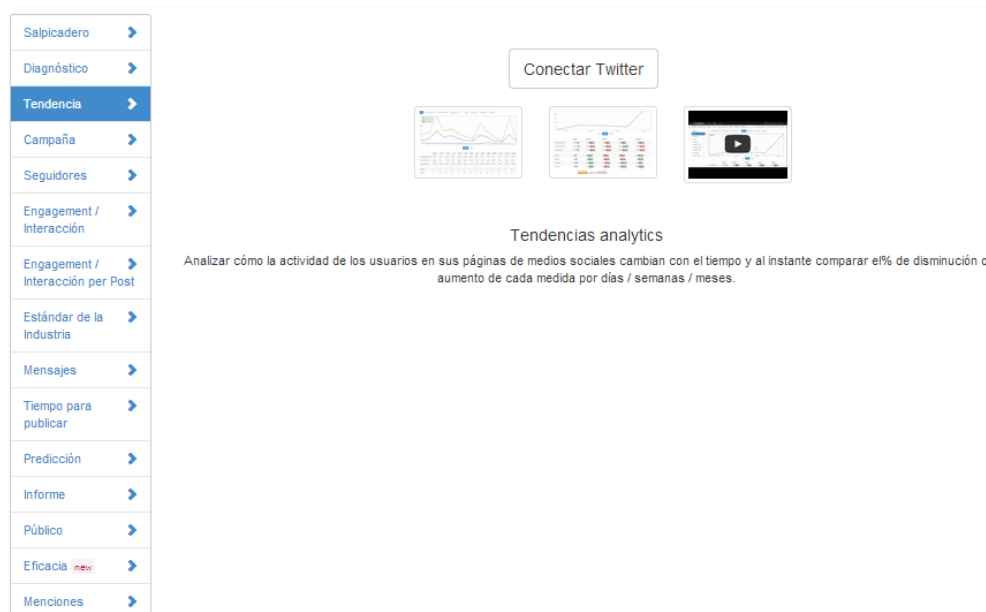 Salpicadero
Diagnóstico
Tendencia
Campaña
Seguidores
Engagement /
Interacción
Engagement /
Interacción per Post
Estándar de la
Industria
Mensajes
Tiempo para
publicar
Predicción
Informe
Público
Eficacia new
Menciones
Conectar Twitter
Tendencias analytics
Analizar cómo la actividad de los usuarios en sus páginas de medios sociales cambian con el tiempo y al instante comparar el% de disminución
aumento de cada medida por días / semanas / meses.